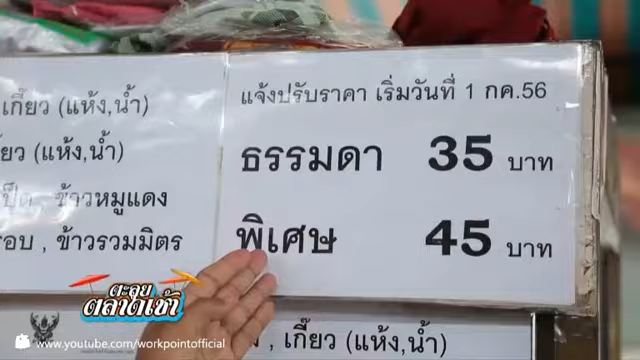 เกี๊ยว (แห้ง,น้ำ)
ยว (แห้ง,น้ำ)
เป็ด , ข้าวหมูแดง
อบ , ข้าวรวมมิตร
แจ้งปรับราคา เริ่มวันที่ 1 กค.56
ธรรมดา 35 บาท
พิเศษ 45 บาท
ตะลุย
ตลาดเช้า
, เกี๊ยว (แห้ง,น้ำ)
www.youtube.com/workpointofficial